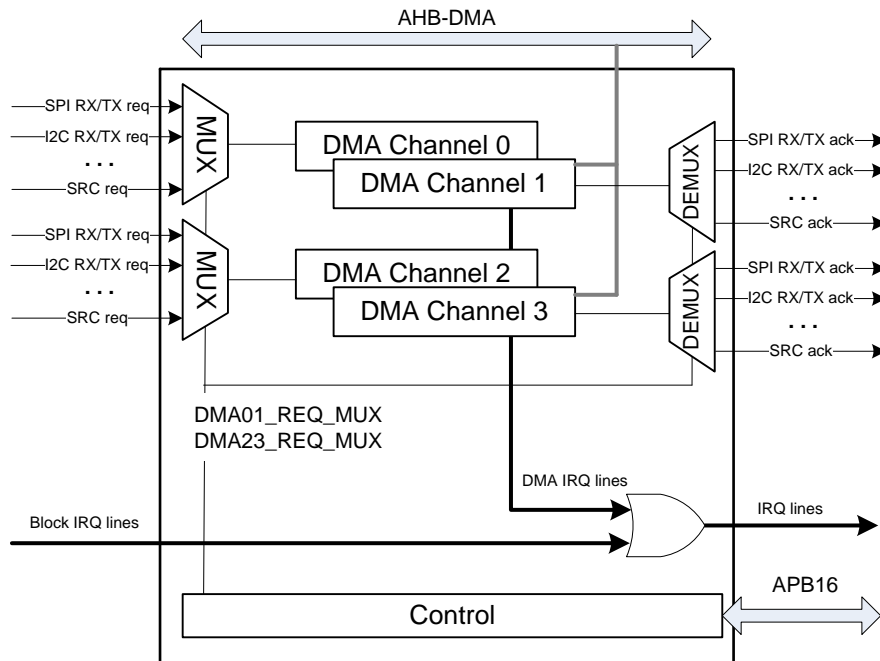 AHB-DMA
SPI RX/TX req
I2C RX/TX req
. . .
SRC req
MUX
DMA Channel 0
DMA Channel 1
DEMUX
SPI RX/TX ack
I2C RX/TX ack
. . .
SRC ack
SPI RX/TX req
I2C RX/TX req
. . .
SRC req
MUX
DMA Channel 2
DMA Channel 3
DEMUX
SPI RX/TX ack
I2C RX/TX ack
. . .
SRC ack
DMA01_REQ_MUX
DMA23_REQ_MUX
DMA IRQ lines
Block IRQ lines
IRQ lines
APB16
Control